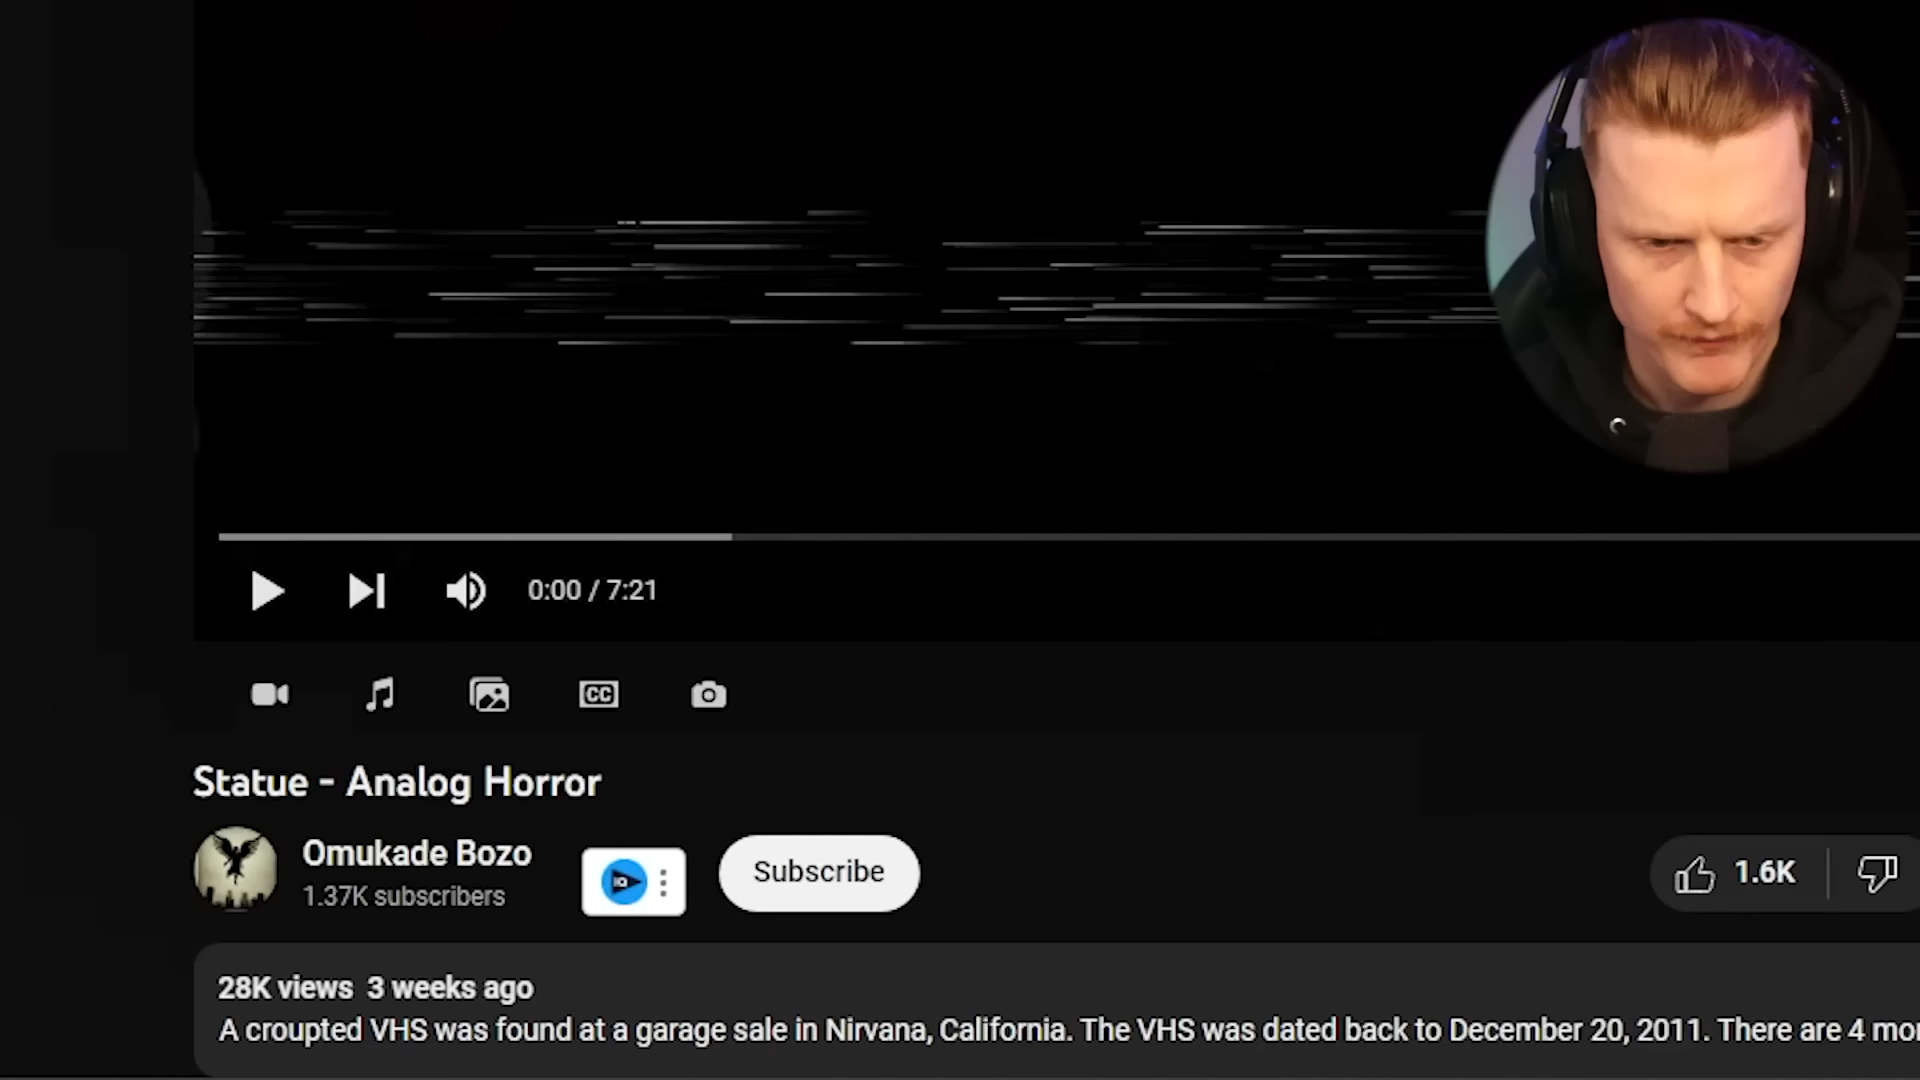 0:00 / 7:21
CC
Statue - Analog Horror
Omukade Bozo
1.37K subscribers
IQ
Subscribe
1.6K
28K views 3 weeks ago
A croupted VHS was found at a garage sale in Nirvana, California. The VHS was dated back to December 20, 2011. There are 4